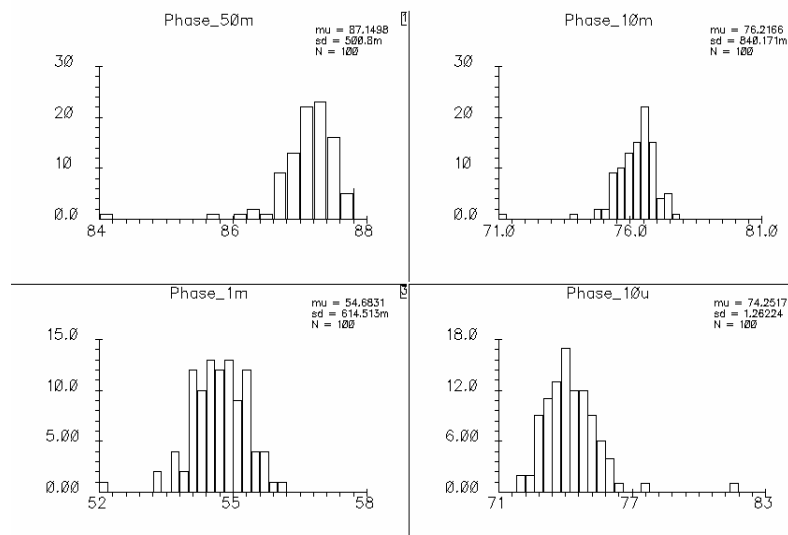 Phase_50m
1
mu = 87.1498
sd = 500.8m
N = 100
30
20
10
0.0
84
86
88
Phase_10m
mu = 76.2166
sd = 840.171m
N = 100
30
20
10
0.0
71.0
76.0
81.0
Phase_1m
3
mu = 54.6831
sd = 614.513m
N = 100
15.0
10.0
5.00
0.00
52
55
58
Phase_10u
mu = 74.2517
sd = 1.26224
N = 100
18.0
12.0
6.00
0.00
71
77
83